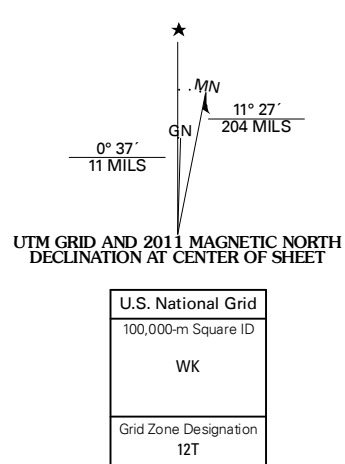 MN
11° 27´
204 MILS
GN
0° 37´
11 MILS
UTM GRID AND 2011 MAGNETIC NORTH
DECLINATION AT CENTER OF SHEET
U.S. National Grid
100,000-m Square ID
WK
Grid Zone Designation
12T